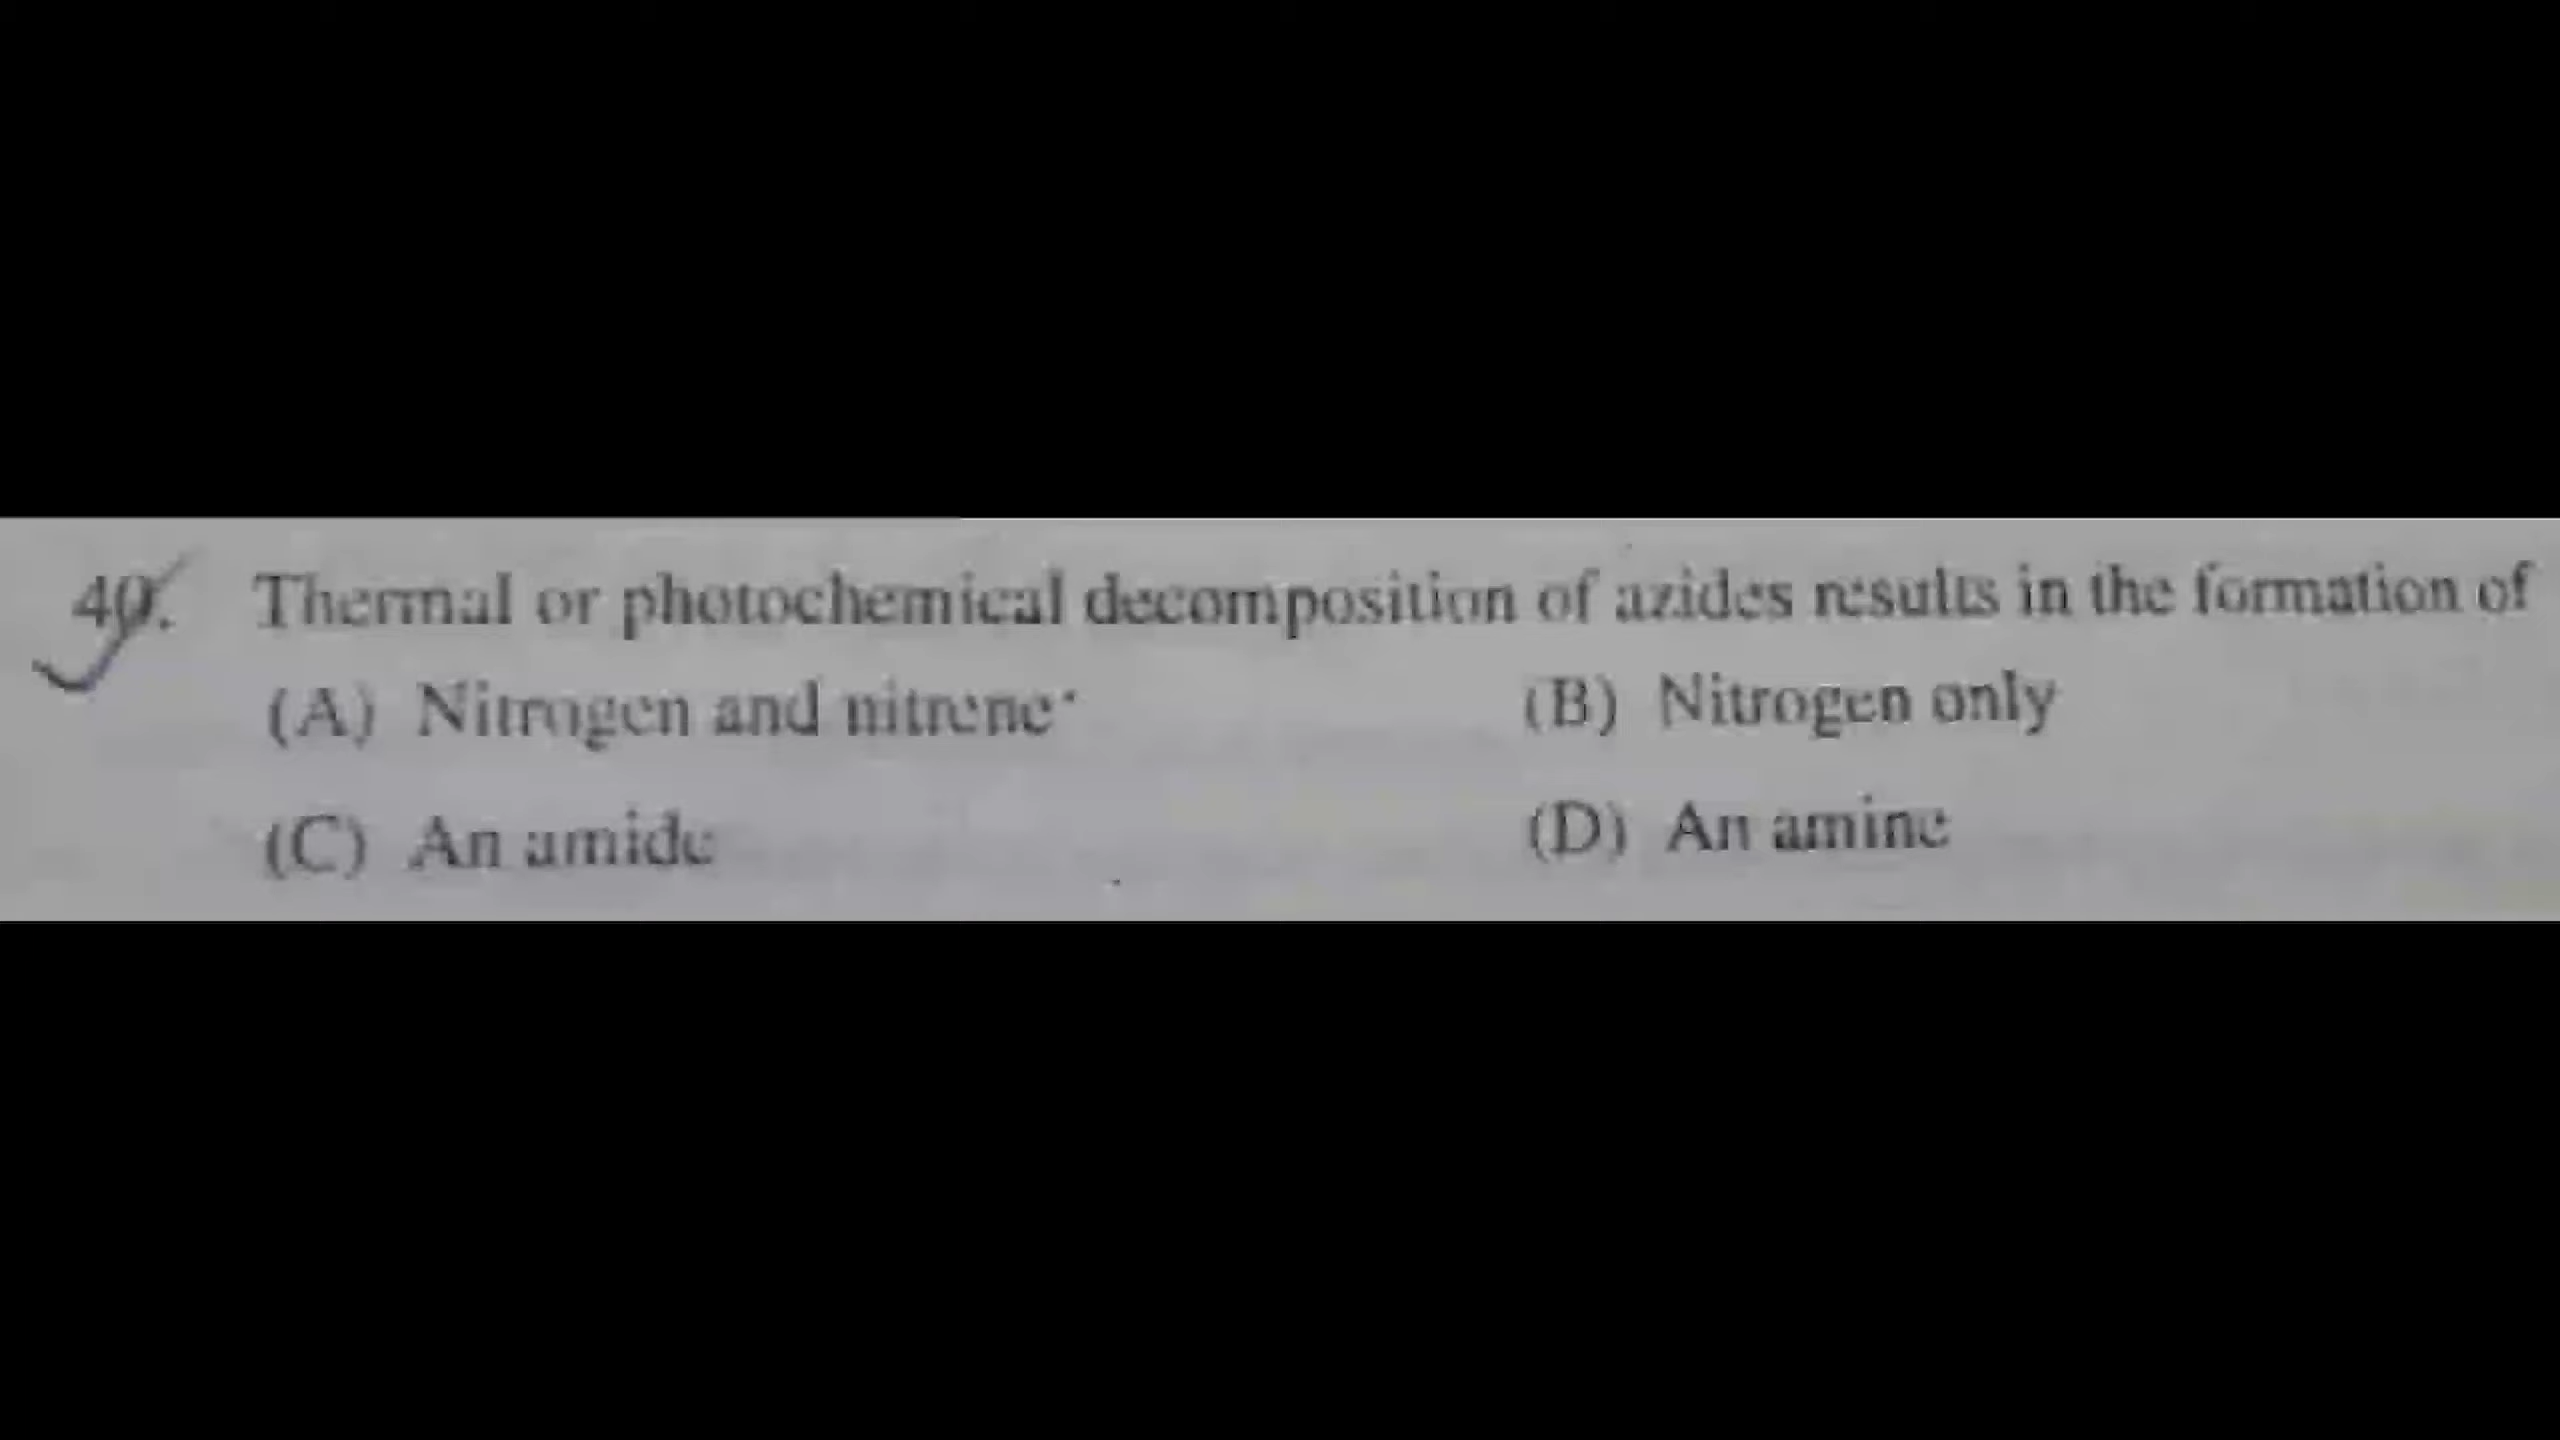 40. Thermal or photochemical decomposition of azides results in the formation of
(A) Nitrogen and nitrene (B) Nitrogen only
(C) An amide (D) An amine